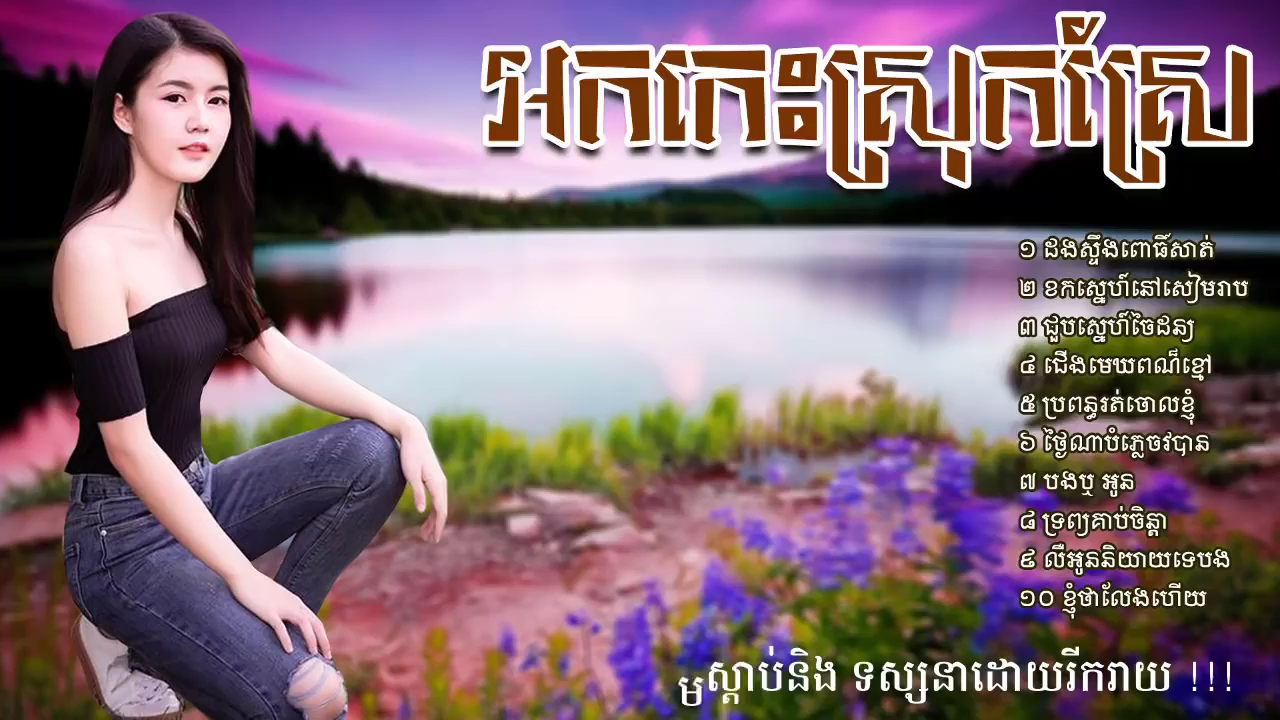 អកកេះស្រុកស្រែ
១ ដងស្ទឹងពោធិ៍សាត់
២ ខកស្នេហ៍នៅសៀមរាប
៣ ជួបស្នេហ៍ចៃដន្យ
៤ ជើងមេឃពណ៏ខ្មៅ
៥ ប្រពន្ធរត់ចោលខ្ញុំ
៦ ថ្ងៃណាបំភ្លេចវបាន
៧ បងឬ អូន
៨ ទ្រព្យគាប់ចិន្តា
៩ លឺអូននិយាយទេបង
១០ ខ្ញុំថាលែងហើយ
ស្តាប់និង ទស្សនាដោយរីករាយ !!!